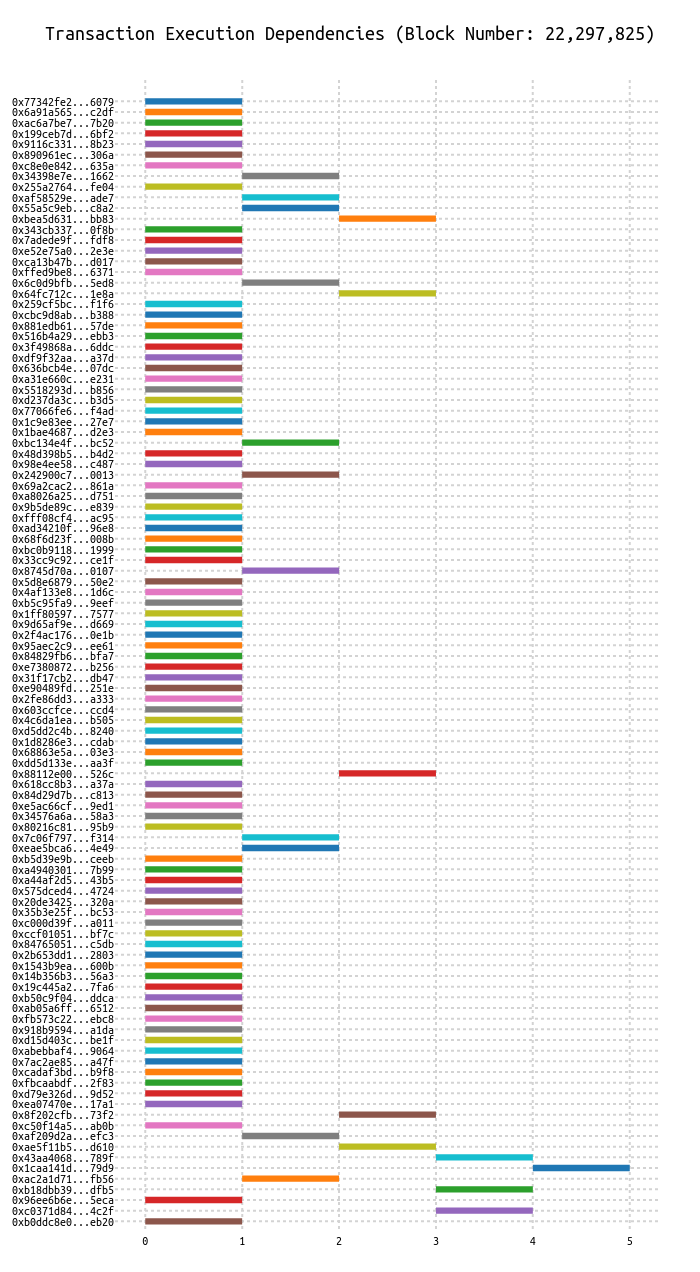 Transaction Execution Dependencies (Block Number: 22,297,825)
0x77342fe2...6079
0x6a91a565...c2df
0xac6a7be7...7b20
0x199ceb7d...6bf2
0x9116c331...8b23
0x890961ec...306a
0xc8e0e842...635a
0x34398e7e...1662
0x255a2764...fe04
0xaf58529e...ade7
0x55a5c9eb...c8a2
0xbea5d631...bb83
0x343cb337...0f8b
0x7adede9f...fdf8
0xe52e75a0...2e3e
0xca13b47b...d017
0xffed9be8...6371
0x6c0d9bfb...5ed8
0x64fc712c...1e8a
0x259cf5bc...f1f6
0xcbc9d8ab...b388
0x881edb61...57de
0x516b4a29...ebb3
0x3f49868a...6ddc
0xdf9f32aa...a37d
0x636bcb4e...07dc
0xa31e660c...e231
0x5518293d...b856
0xd237da3c...b3d5
0x77066fe6...f4ad
0x1c9e83ee...27e7
0x1bae4687...d2e3
0xbc134e4f...bc52
0x48d398b5...b4d2
0x98e4ee58...c487
0x242900c7...0013
0x69a2cac2...861a
0xa8026a25...d751
0x9b5de89c...e839
0xfff08cf4...ac95
0xad34210f...96e8
0x68f6d23f...008b
0xbc0b9118...1999
0x33cc9c92...ce1f
0x8745d70a...0107
0x5d8e6879...50e2
0x4af133e8...1d6c
0xb5c95fa9...9eef
0x1ff80597...7577
0x9d65af9e...d669
0x2f4ac176...0e1b
0x95aec2c9...ee61
0x84829fb6...bfa7
0xe7380872...b256
0x31f17cb2...db47
0xe90489fd...251e
0x2fe86dd3...a333
0x603ccfce...ccd4
0x4c6da1ea...b505
0xd5dd2c4b...8240
0x1d8286e3...cdab
0x68863e5a...03e3
0xdd5d133e...aa3f
0x88112e00...526c
0x618cc8b3...a37a
0x84d29d7b...c813
0xe5ac66cf...9ed1
0x34576a6a...58a3
0x80216c81...95b9
0x7c06f797...f314
0xeae5bca6...4e49
0xb5d39e9b...ceeb
0xa4940301...7b99
0xa44af2d5...43b5
0x575dced4...4724
0x20de3425...320a
0x35b3e25f...bc53
0xc000d39f...a011
0xccf01051...bf7c
0x84765051...c5db
0x2b653dd1...2803
0x1543b9ea...600b
0x14b356b3...56a3
0x19c445a2...7fa6
0xb50c9f04...ddca
0xab05a6ff...6512
0xfb573c22...ebc8
0x918b9594...a1da
0xd15d403c...be1f
0xabebbaf4...9064
0x7ac2ae85...a47f
0xcadaf3bd...b9f8
0xfbcaabdf...2f83
0xd79e326d...9d52
0xea07470e...17a1
0x8f202cfb...73f2
0xc50f14a5...ab0b
0xaf209d2a...efc3
0xae5f11b5...d610
0x43aa4068...789f
0x1caa141d...79d9
0xac2a1d71...fb56
0xb18dbb39...dfb5
0x96ee6b6e...5eca
0xc0371d84...4c2f
0xb0ddc8e0...eb20
0 1 2 3 4 5